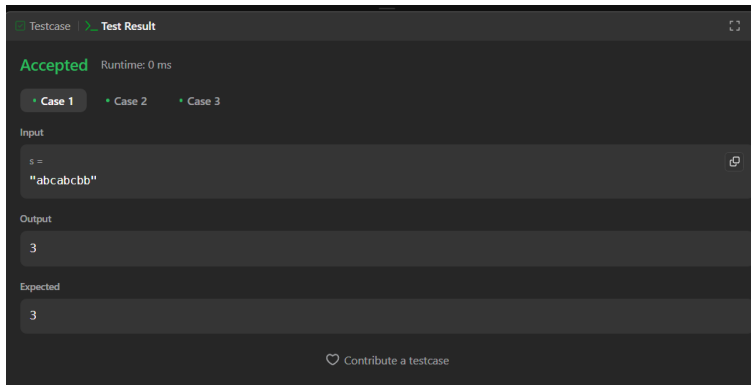 Testcase | >_ Test Result
Accepted Runtime: 0 ms
• Case 1 • Case 2 • Case 3
Input
s =
"abcabcbb"
Output
3
Expected
3
Contribute a testcase